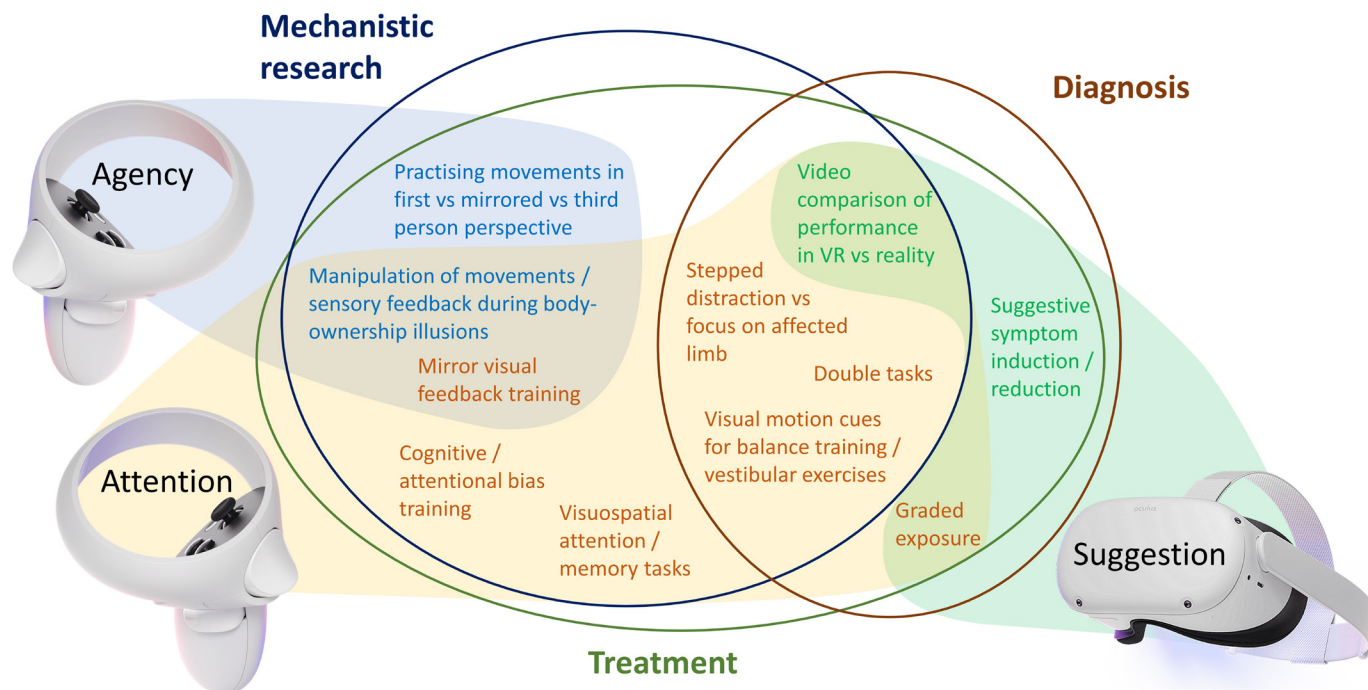 Mechanistic
research
Diagnosis
Agency
Practising movements in
first vs mirrored vs third
person perspective
Video
comparison of
performance
in VR vs reality
Manipulation of movements /
sensory feedback during body-
ownership illusions
Stepped
distraction vs
focus on affected
limb
Suggestive
symptom
induction /
reduction
Mirror visual
feedback training
Double tasks
Visual motion cues
for balance training /
vestibular exercises
Attention
Cognitive /
attentional bias
training
Visuospatial
attention /
memory tasks
Graded
exposure
Suggestion
Treatment